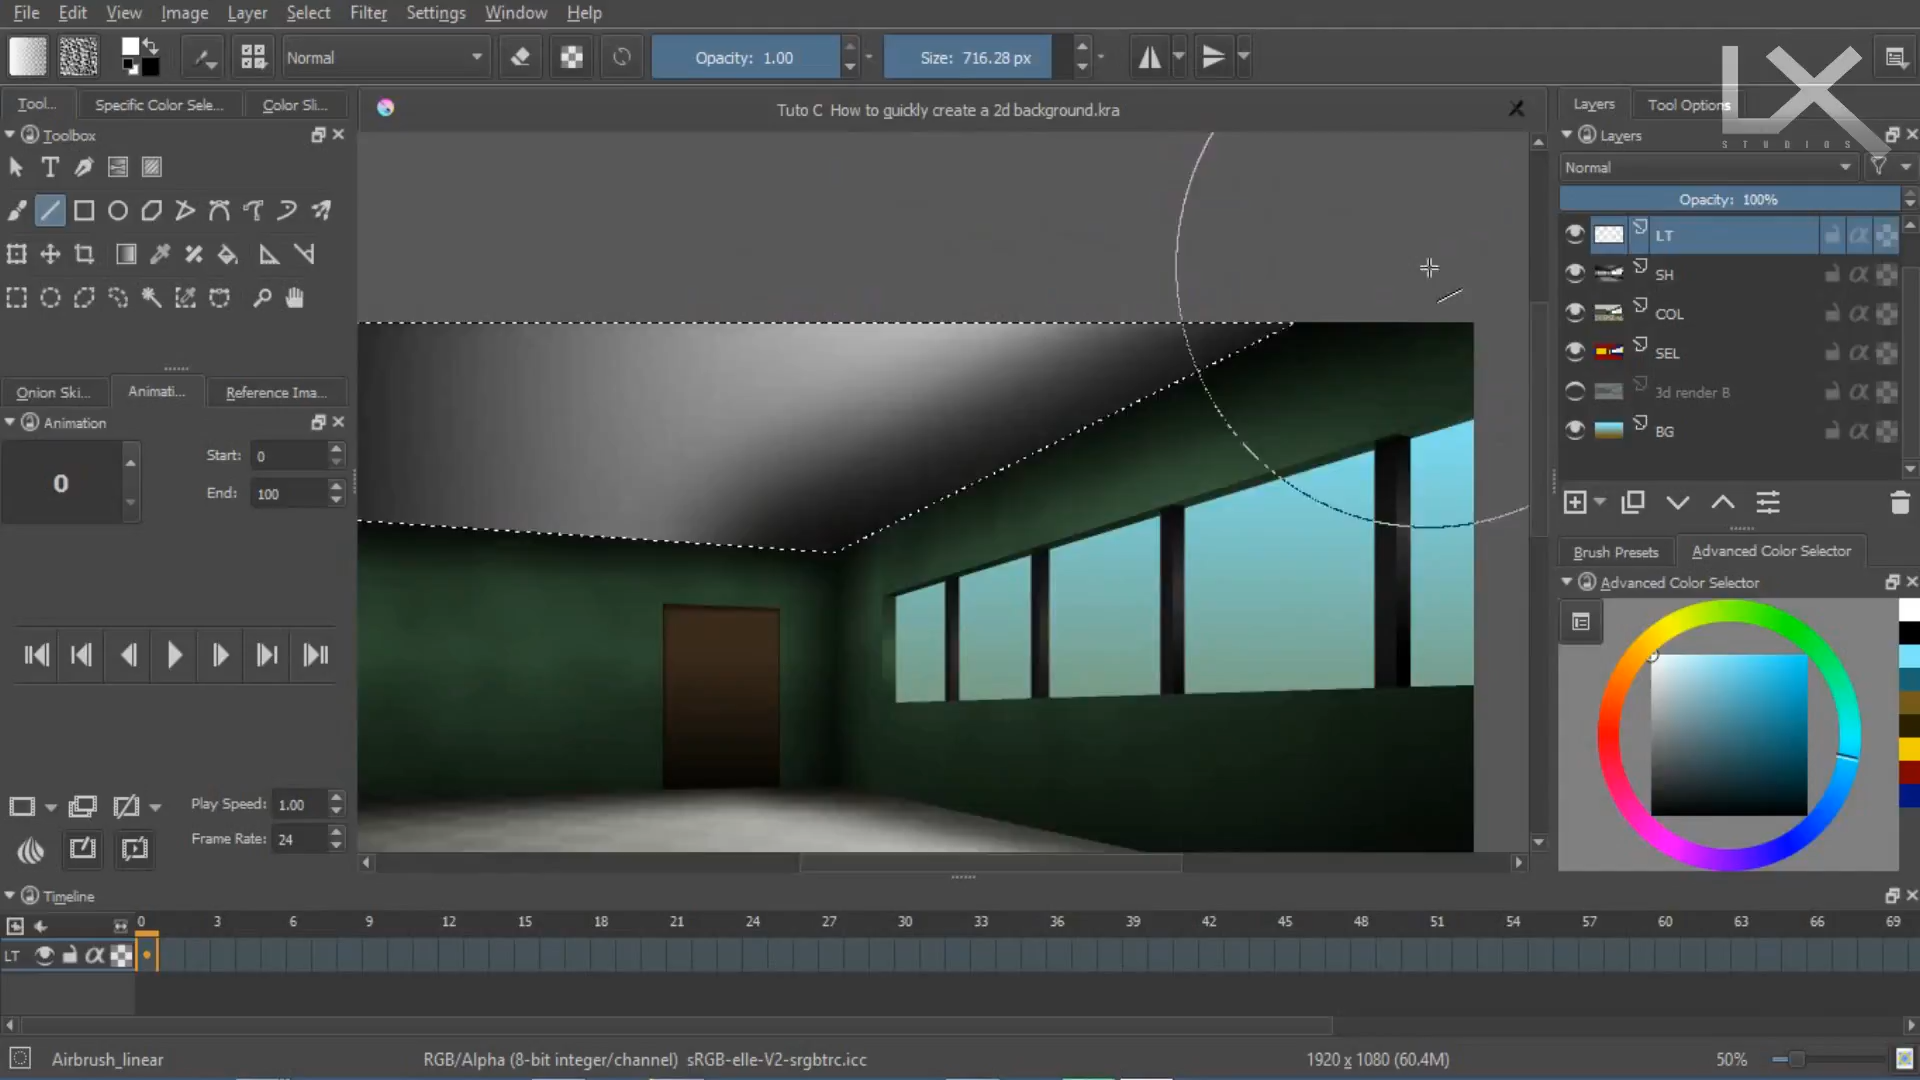 File Edit View Image Layer Select Filter Settings Window Help
Normal
Opacity: 1.00
Size: 716.28 px
LX
STUDIOS
Tool...
Specific Color Sele...
Color Sli...
Tuto C How to quickly create a 2d background.kra
Layers
Tool Options
Toolbox
Layers
Normal
Opacity: 100%
LT
SH
COL
SEL
3d render B
BG
Onion Ski...
Animati...
Reference Ima...
Animation
0
Start: 0
End: 100
Brush Presets
Advanced Color Selector
Advanced Color Selector
Play Speed: 1.00
Frame Rate: 24
Timeline
0 3 6 9 12 15 18 21 24 27 30 33 36 39 42 45 48 51 54 57 60 63 66 69
LT
Airbrush_linear
RGB/Alpha (8-bit integer/channel) sRGB-elle-V2-srgbtrc.icc
1920 x 1080 (60.4M)
50%